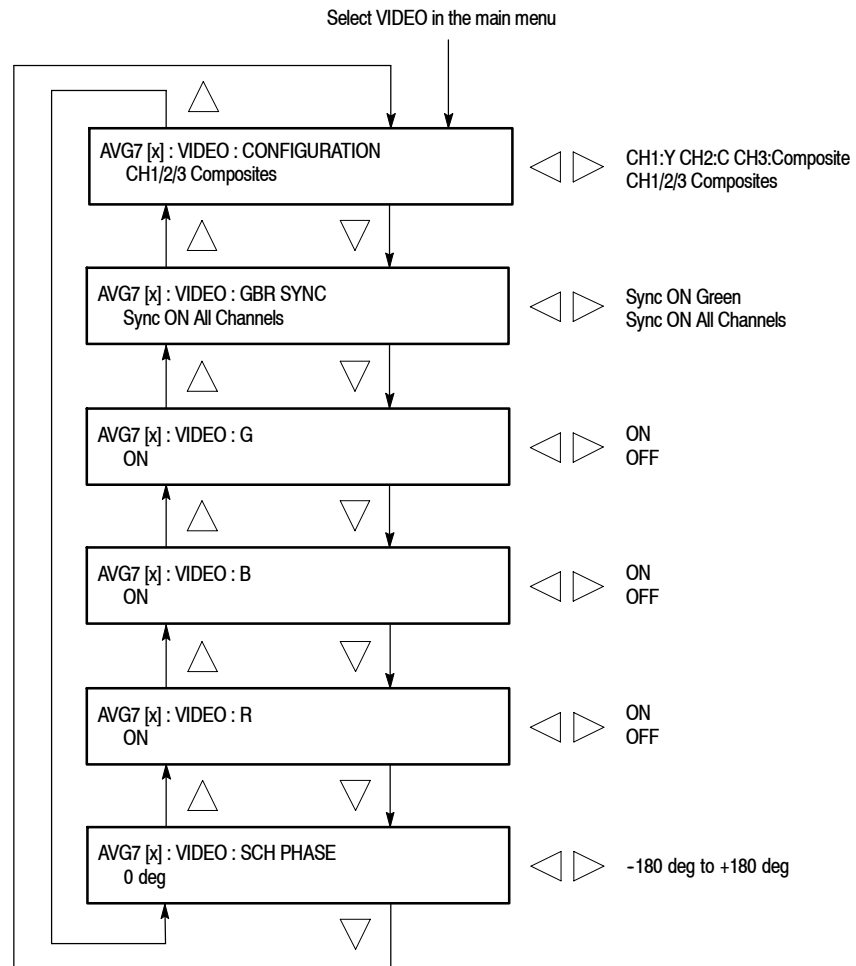 Select VIDEO in the main menu
AVG7 [x] : VIDEO : CONFIGURATION
CH1/2/3 Composites
CH1:Y CH2:C CH3:Composite
CH1/2/3 Composites
AVG7 [x] : VIDEO : GBR SYNC
Sync ON All Channels
Sync ON Green
Sync ON All Channels
AVG7 [x] : VIDEO : G
ON
ON
OFF
AVG7 [x] : VIDEO : B
ON
ON
OFF
AVG7 [x] : VIDEO : R
ON
ON
OFF
AVG7 [x] : VIDEO : SCH PHASE
0 deg
-180 deg to +180 deg